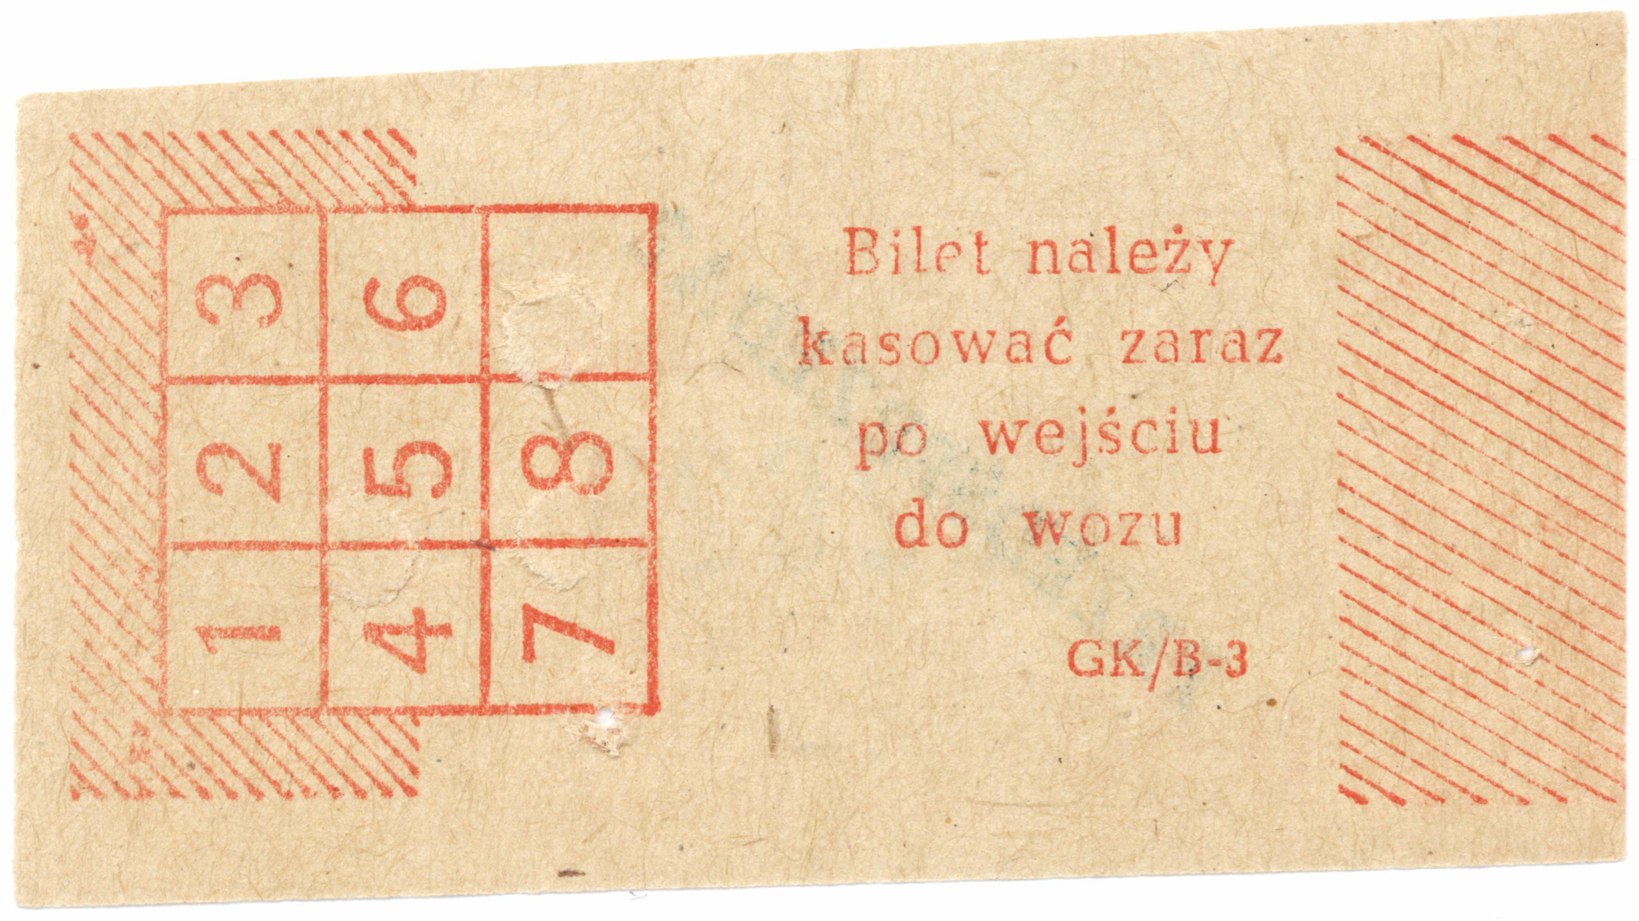 3 6
2 5 8
1 4 7
Bilet należy
kasować zaraz
po wejściu
do wozu
GK/B-3